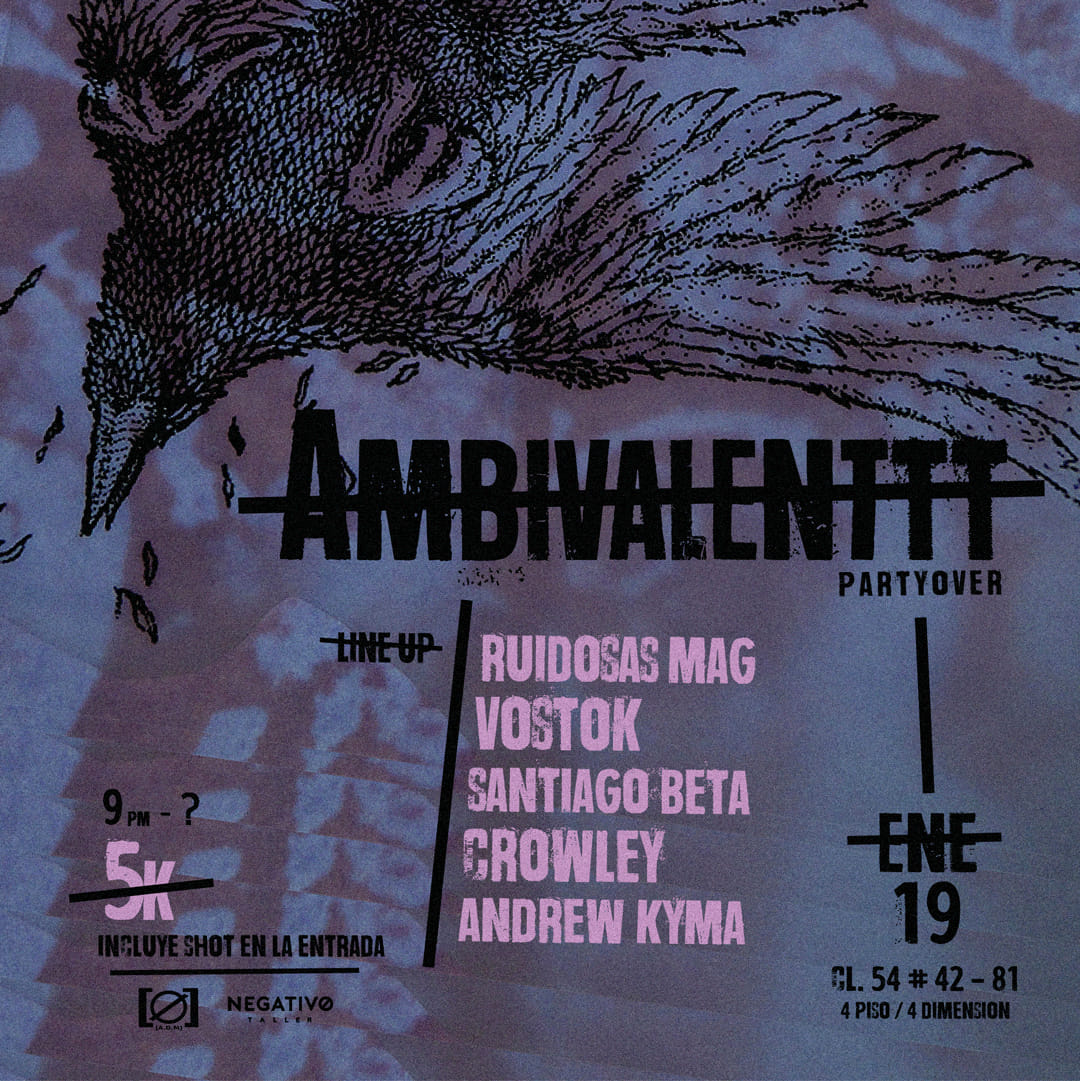 AMBIVALENTTT
PARTYOVER
LINE UP
RUIDOSAS MAG
VOSTOK
SANTIAGO BETA
CROWLEY
ANDREW KYMA
9 PM - ?
5K
INCLUYE SHOT EN LA ENTRADA
[Ø]
[A.D.M]
NEGATIVØ
TALLER
ENE
19
CL. 54 # 42 - 81
4 PISO / 4 DIMENSION